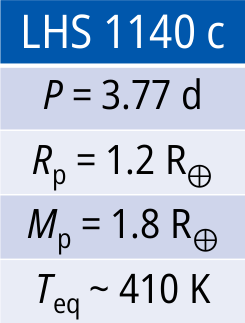 LHS 1140 c
P = 3.77 d
Rp = 1.2 R⊕
Mp = 1.8 R⊕
Teq ~ 410 K